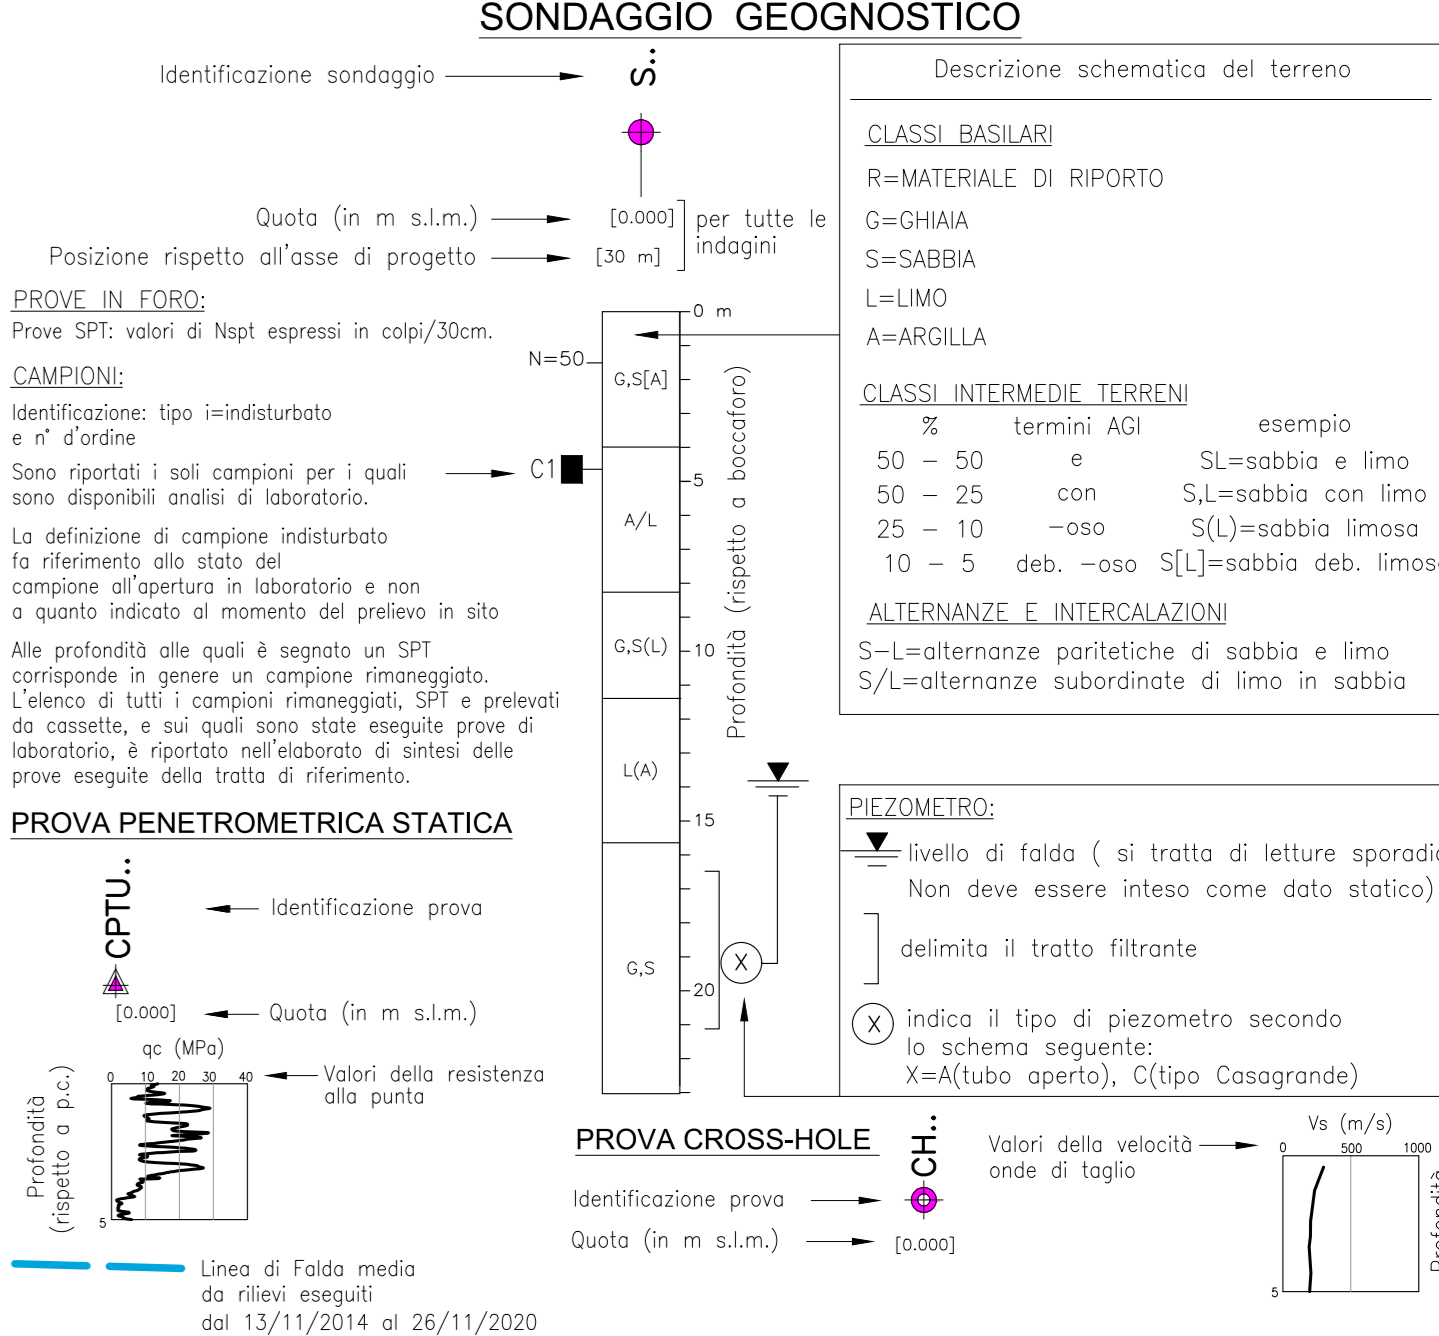 SONDAGGIO GEOGNOSTICO
Identificazione sondaggio
S..
Quota (in m s.l.m.)
[0.000]
Posizione rispetto all'asse di progetto
[30 m]
per tutte le
indagini
PROVE IN FORO:
Prove SPT: valori di Nspt espressi in colpi/30cm.
CAMPIONI:
Identificazione: tipo i=indisturbato
e n° d'ordine
Sono riportati i soli campioni per i quali
sono disponibili analisi di laboratorio.
La definizione di campione indisturbato
fa riferimento allo stato del
campione all'apertura in laboratorio e non
a quanto indicato al momento del prelievo in sito
Alle profondità alle quali è segnato un SPT
corrisponde in genere un campione rimaneggiato.
L'elenco di tutti i campioni rimaneggiati, SPT e prelevati
da cassette, e sui quali sono state eseguite prove di
laboratorio, è riportato nell'elaborato di sintesi delle
prove eseguite della tratta di riferimento.
N=50
C1
G,S[A]
A/L
G,S(L)
L(A)
G,S
0 m
5
10
15
20
Profondità (rispetto a boccaforo)
X
Descrizione schematica del terreno
CLASSI BASILARI
R=MATERIALE DI RIPORTO
G=GHIAIA
S=SABBIA
L=LIMO
A=ARGILLA
CLASSI INTERMEDIE TERRENI
% termini AGI esempio
50 – 50 e SL=sabbia e limo
50 – 25 con S,L=sabbia con limo
25 – 10 –oso S(L)=sabbia limosa
10 – 5 deb. –oso S[L]=sabbia deb. limos
ALTERNANZE E INTERCALAZIONI
S–L=alternanze paritetiche di sabbia e limo
S/L=alternanze subordinate di limo in sabbia
PIEZOMETRO:
livello di falda ( si tratta di letture sporadic
Non deve essere inteso come dato statico)
delimita il tratto filtrante
X
indica il tipo di piezometro secondo
lo schema seguente:
X=A(tubo aperto), C(tipo Casagrande)
PROVA PENETROMETRICA STATICA
CPTU..
Identificazione prova
[0.000]
Quota (in m s.l.m.)
qc (MPa)
0 10 20 30 40
Valori della resistenza
alla punta
Profondità
(rispetto a p.c.)
5
Linea di Falda media
da rilievi eseguiti
dal 13/11/2014 al 26/11/2020
PROVA CROSS-HOLE
CH..
Identificazione prova
Quota (in m s.l.m.)
[0.000]
Valori della velocità
onde di taglio
Vs (m/s)
0 500 1000
5
Profondità